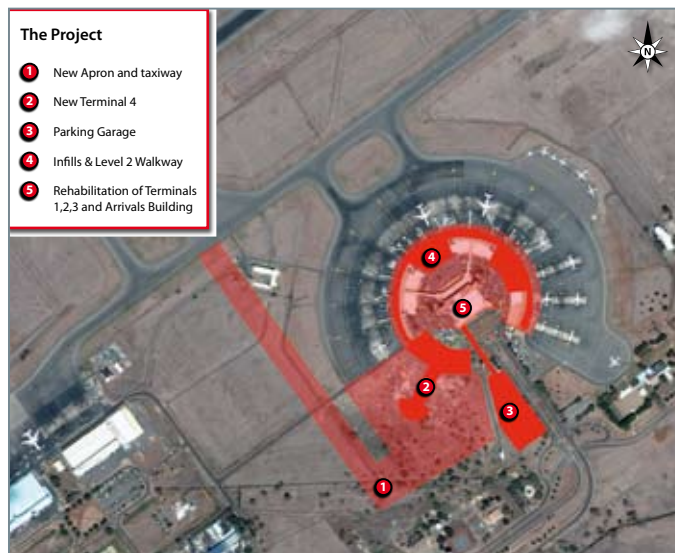 The Project
1 New Apron and taxiway
2 New Terminal 4
3 Parking Garage
4 Infills & Level 2 Walkway
5 Rehabilitation of Terminals
1,2,3 and Arrivals Building
N
4
5
2
3
1